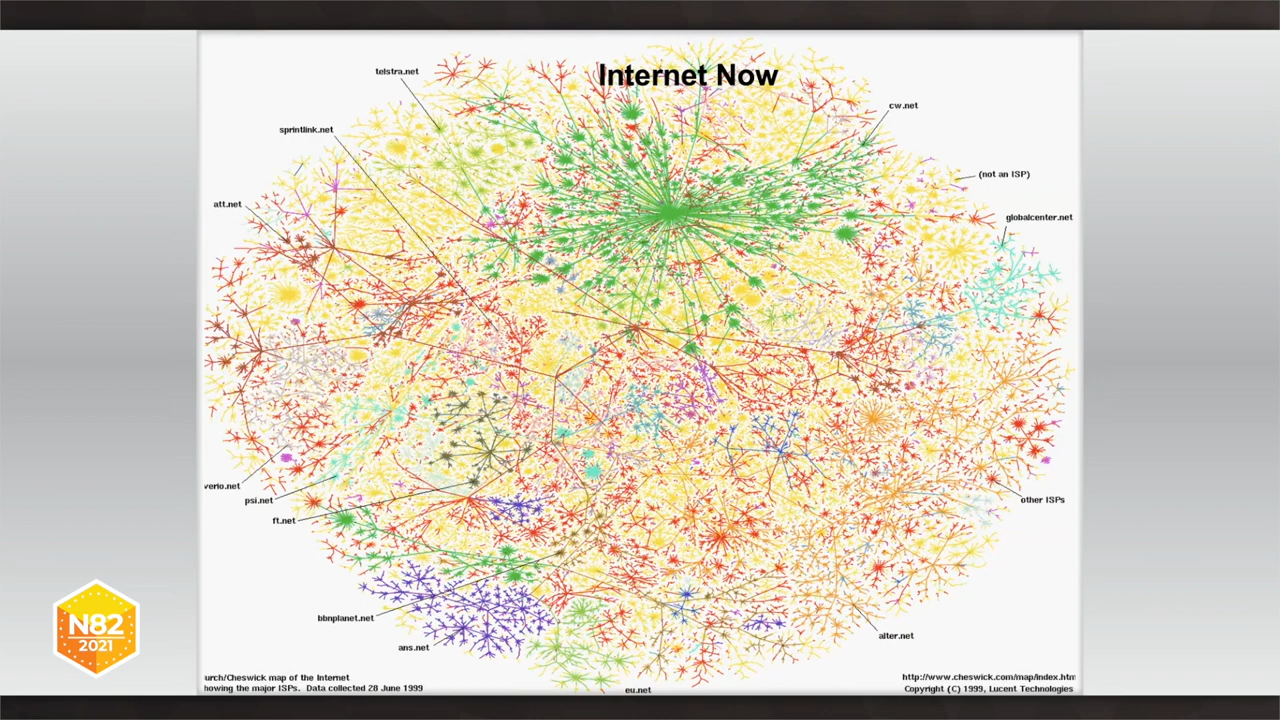 Internet Now
telstra.net
cw.net
sprintlink.net
(not an ISP)
att.net
globalcenter.net
verio.net
psi.net
other ISPs
ft.net
bbnplanet.net
alter.net
ans.net
N82
2021
urch/Cheswick map of the Internet
howing the major ISPs. Data collected 28 June 1999
eu.net
http://www.cheswick.com/map/index.htm
Copyright (C) 1999, Lucent Technologies